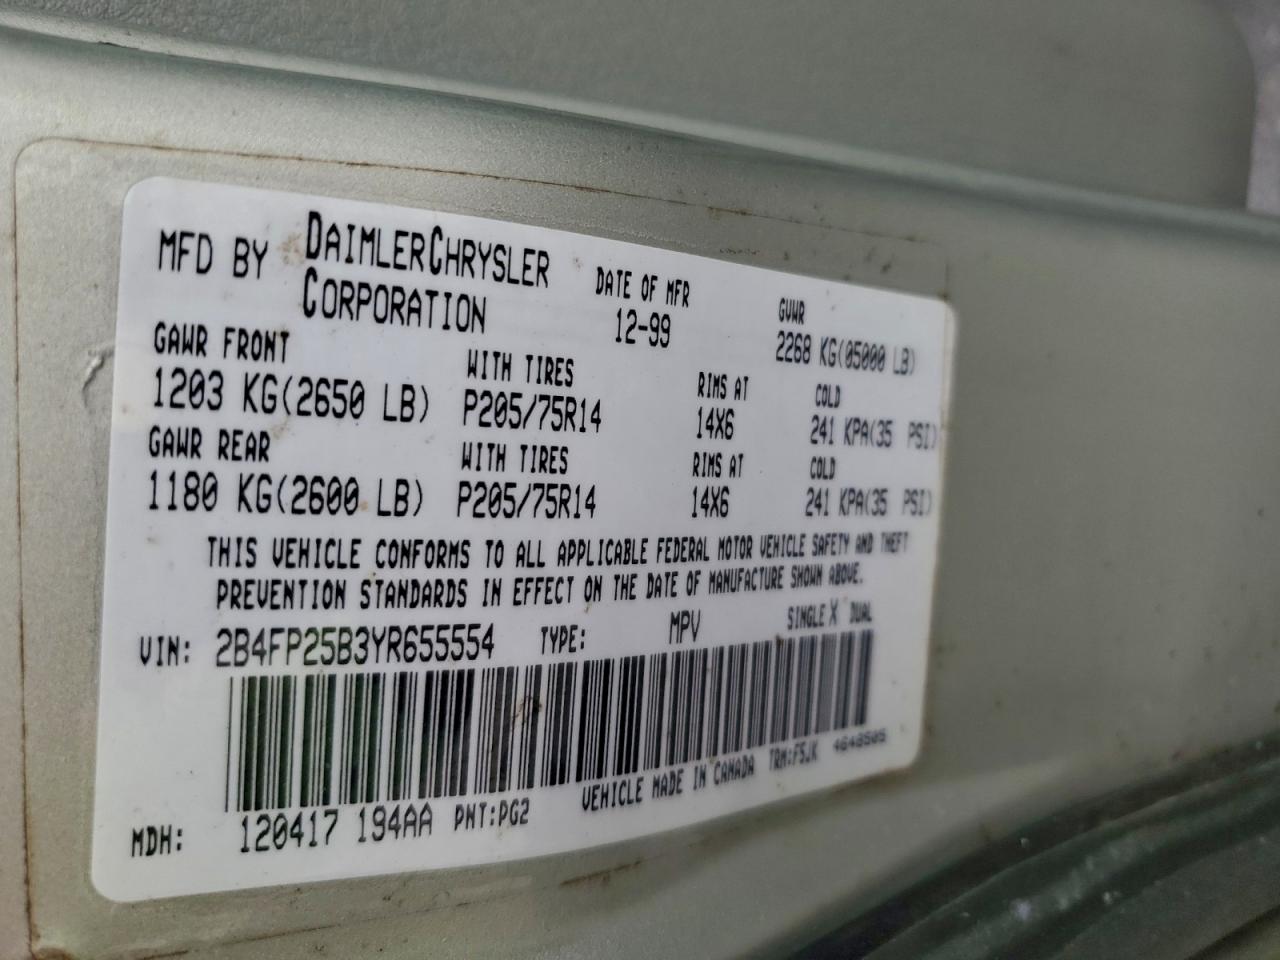 MFD BY DAIMLERCHRYSLER CORPORATION DATE OF MFR 12-99 GVWR 2268 KG(05000 LB)
GAWR FRONT WITH TIRES RIMS AT COLD
1203 KG(2650 LB) P205/75R14 14X6 241 KPA(35 PSI)
GAWR REAR WITH TIRES RIMS AT COLD
1180 KG(2600 LB) P205/75R14 14X6 241 KPA(35 PSI)
THIS VEHICLE CONFORMS TO ALL APPLICABLE FEDERAL MOTOR VEHICLE SAFETY AND THEFT
PREVENTION STANDARDS IN EFFECT ON THE DATE OF MANUFACTURE SHOWN ABOVE.
VIN: 2B4FP25B3YR655554 TYPE: MPV SINGLE X DUAL
MDH: 120417 194AA PNT:PG2 VEHICLE MADE IN CANADA TRM:F5JK 4648505